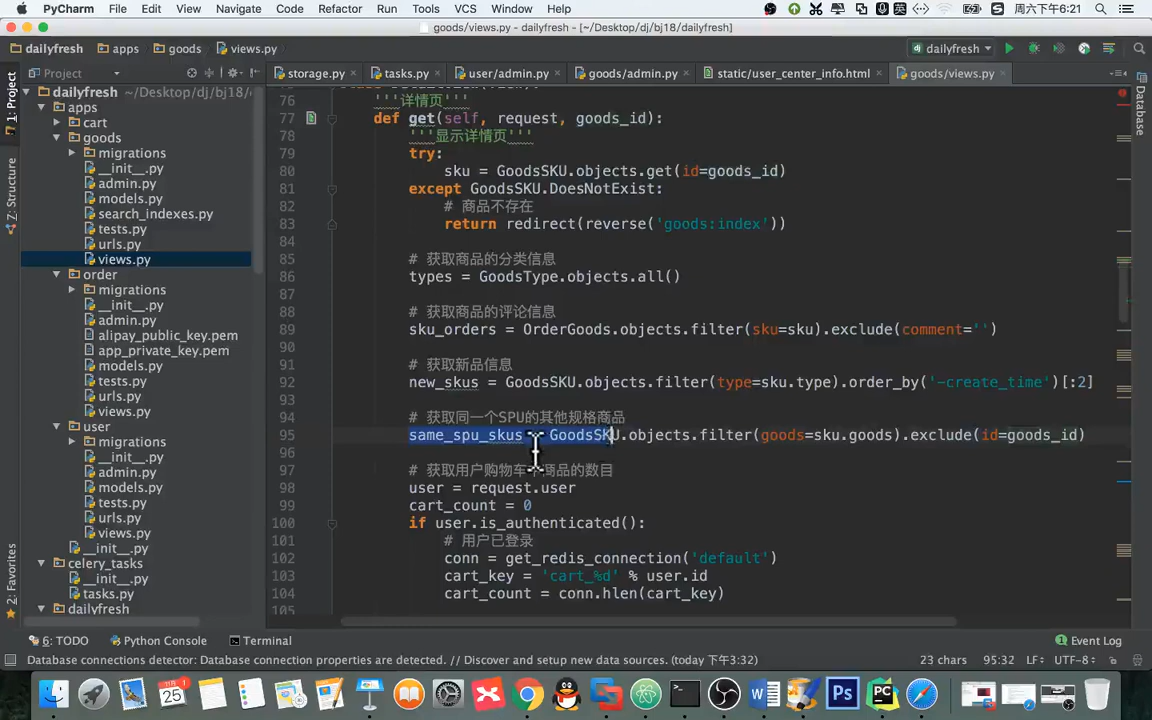 PyCharm File Edit View Navigate Code Refactor Run Tools VCS Window Help 周六下午6:21
goods/views.py - dailyfresh - [~/Desktop/dj/bj18/dailyfresh]
dailyfresh apps goods views.py dailyfresh
Project
storage.py tasks.py user/admin.py goods/admin.py static/user_center_info.html goods/views.py
1: Project
Z: Structure
2: Favorites
Database
dailyfresh ~/Desktop/dj/bj18/
apps
cart
goods
migrations
__init__.py
admin.py
models.py
search_indexes.py
tests.py
urls.py
views.py
order
migrations
__init__.py
admin.py
alipay_public_key.pem
app_private_key.pem
models.py
tests.py
urls.py
views.py
user
migrations
__init__.py
admin.py
models.py
tests.py
urls.py
views.py
__init__.py
celery_tasks
__init__.py
tasks.py
dailyfresh
76 '''详情页'''
77 def get(self, request, goods_id):
78 '''显示详情页'''
79 try:
80 sku = GoodsSKU.objects.get(id=goods_id)
81 except GoodsSKU.DoesNotExist:
82 # 商品不存在
83 return redirect(reverse('goods:index'))
84
85 # 获取商品的分类信息
86 types = GoodsType.objects.all()
87
88 # 获取商品的评论信息
89 sku_orders = OrderGoods.objects.filter(sku=sku).exclude(comment='')
90
91 # 获取新品信息
92 new_skus = GoodsSKU.objects.filter(type=sku.type).order_by('-create_time')[:2]
93
94 # 获取同一个SPU的其他规格商品
95 same_spu_skus = GoodsSKU.objects.filter(goods=sku.goods).exclude(id=goods_id)
96
97 # 获取用户购物车中商品的数目
98 user = request.user
99 cart_count = 0
100 if user.is_authenticated():
101 # 用户已登录
102 conn = get_redis_connection('default')
103 cart_key = 'cart_%d' % user.id
104 cart_count = conn.hlen(cart_key)
105
6: TODO Python Console Terminal 1 Event Log
Database connections detector: Database connection properties are detected. // Discover and setup new data sources. (today 下午3:32) 23 chars 95:32 LF UTF-8